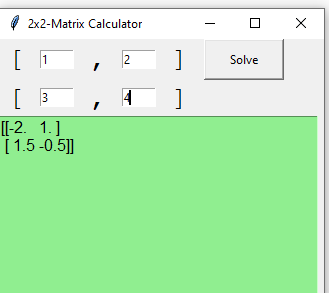 2x2-Matrix Calculator
[ 1 , 2 ] Solve
[ 3 , 4 ]
[[-2.   1. ]
 [ 1.5 -0.5]]